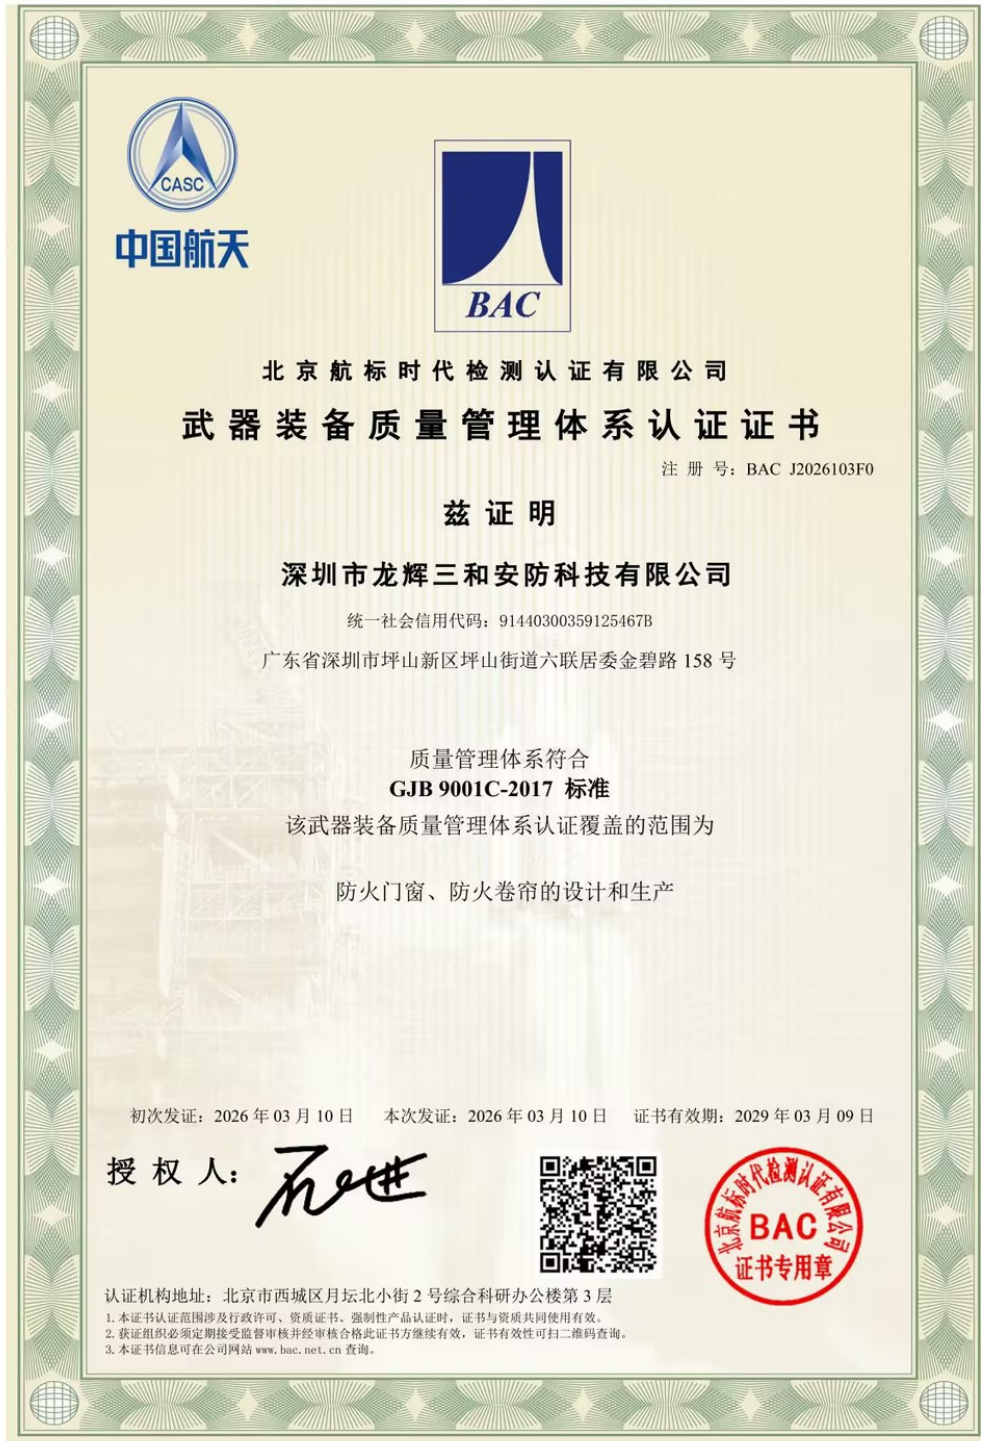 CASC
中国航天
BAC
北京航标时代检测认证有限公司
武器装备质量管理体系认证证书
注 册 号：BAC J2026103F0
兹证明
深圳市龙辉三和安防科技有限公司
统一社会信用代码：91440300359125467B
广东省深圳市坪山新区坪山街道六联居委金碧路 158 号
质量管理体系符合
GJB 9001C-2017 标准
该武器装备质量管理体系认证覆盖的范围为
防火门窗、防火卷帘的设计和生产
初次发证：2026 年 03 月 10 日 本次发证：2026 年 03 月 10 日 证书有效期：2029 年 03 月 09 日
授 权 人：
北京航标时代检测认证有限公司
BAC
证书专用章
认证机构地址：北京市西城区月坛北小街 2 号综合科研办公楼第 3 层
1.本证书认证范围涉及行政许可、资质证书、强制性产品认证时，证书与资质共同使用有效。
2.获证组织必须定期接受监督审核并经审核合格此证书方继续有效，证书有效性可扫二维码查询。
3.本证书信息可在公司网站 www.bac.net.cn 查询。